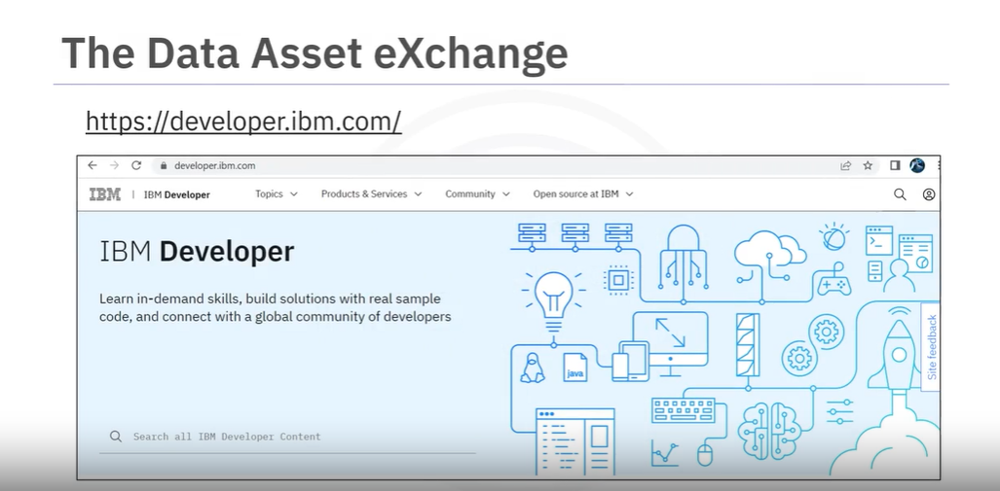 The Data Asset eXchange
https://developer.ibm.com/
developer.ibm.com
IBM | IBM Developer Topics Products & Services Community Open source at IBM
IBM Developer
Learn in-demand skills, build solutions with real sample
code, and connect with a global community of developers
java
Site feedback
Search all IBM Developer Content